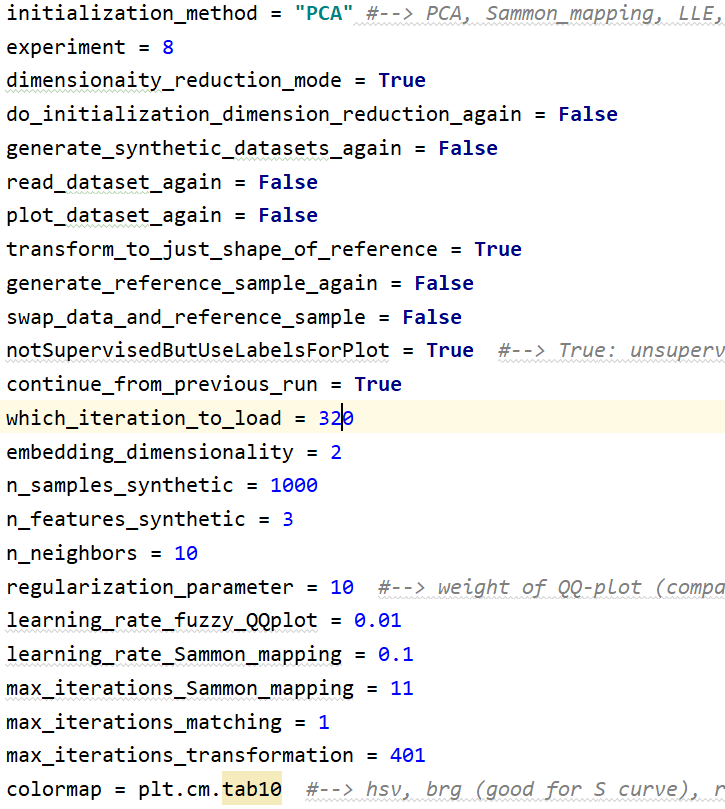 initialization_method = "PCA" #--> PCA, Sammon_mapping, LLE,
experiment = 8
dimensionaity_reduction_mode = True
do_initialization_dimension_reduction_again = False
generate_synthetic_datasets_again = False
read_dataset_again = False
plot_dataset_again = False
transform_to_just_shape_of_reference = True
generate_reference_sample_again = False
swap_data_and_reference_sample = False
notSupervisedButUseLabelsForPlot = True  #--> True: unsuperv
continue_from_previous_run = True
which_iteration_to_load = 320
embedding_dimensionality = 2
n_samples_synthetic = 1000
n_features_synthetic = 3
n_neighbors = 10
regularization_parameter = 10  #--> weight of QQ-plot (compa
learning_rate_fuzzy_QQplot = 0.01
learning_rate_Sammon_mapping = 0.1
max_iterations_Sammon_mapping = 11
max_iterations_matching = 1
max_iterations_transformation = 401
colormap = plt.cm.tab10  #--> hsv, brg (good for S curve), r